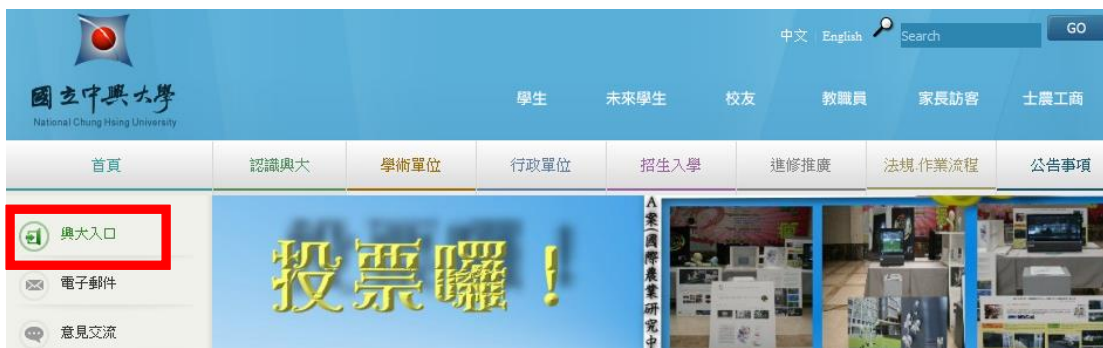 中文 English Search GO
國立中興大學
National Chung Hsing University
學生 未來學生 校友 教職員 家長訪客 士農工商
首頁 認識興大 學術單位 行政單位 招生入學 進修推廣 法規.作業流程 公告事項
興大入口
電子郵件
意見交流
投票囉！
A案(國際農業研究中